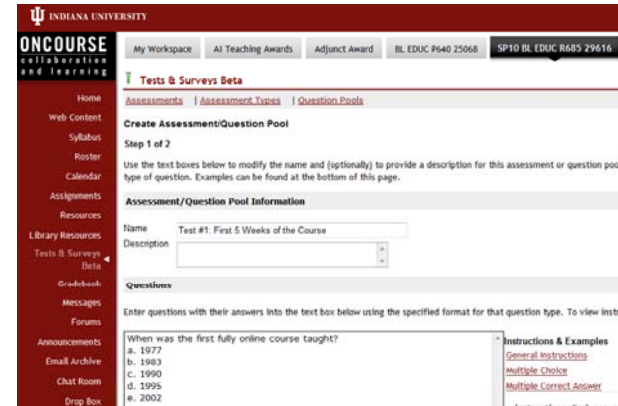 INDIANA UNIVERSITY
ONCOURSE
collaboration
and learning
My Workspace
AI Teaching Awards
Adjunct Award
BL EDUC P640 25068
SP10 BL EDUC R685 29616
Home
Web Content
Syllabus
Roster
Calendar
Assignments
Resources
Library Resources
Tests & Surveys
Beta
Gradebook
Messages
Forums
Announcements
Email Archive
Chat Room
Drop Box
Tests & Surveys Beta
Assessments | Assessment Types | Question Pools
Create Assessment/Question Pool
Step 1 of 2
Use the text boxes below to modify the name and (optionally) to provide a description for this assessment or question poo
type of question. Examples can be found at the bottom of this page.
Assessment/Question Pool Information
Name Test #1: First 5 Weeks of the Course
Description
Questions
Enter questions with their answers into the text box below using the specified format for that question type. To view inst
When was the first fully online course taught?
a. 1977
b. 1983
c. 1990
d. 1995
e. 2002
Instructions & Examples
General Instructions
Multiple Choice
Multiple Correct Answer